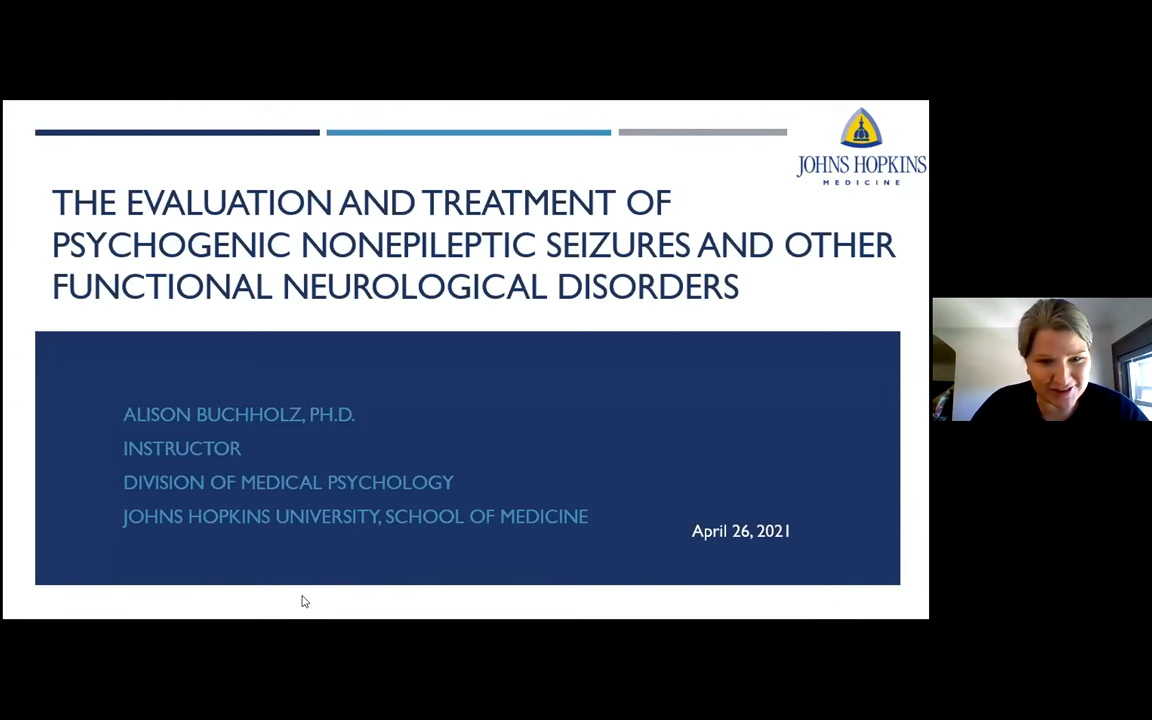 JOHNS HOPKINS
MEDICINE
THE EVALUATION AND TREATMENT OF
PSYCHOGENIC NONEPILEPTIC SEIZURES AND OTHER
FUNCTIONAL NEUROLOGICAL DISORDERS
ALISON BUCHHOLZ, PH.D.
INSTRUCTOR
DIVISION OF MEDICAL PSYCHOLOGY
JOHNS HOPKINS UNIVERSITY, SCHOOL OF MEDICINE
April 26, 2021